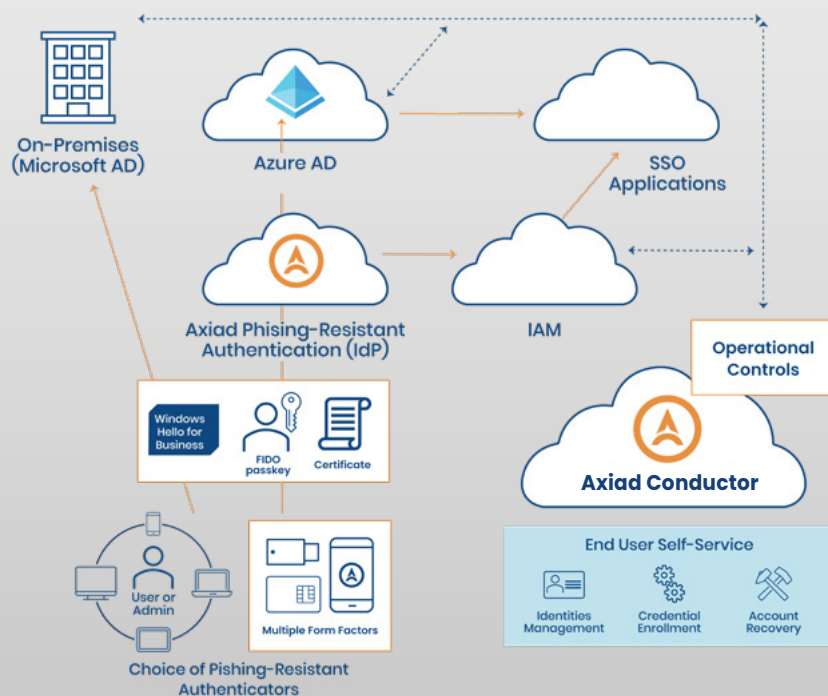 On-Premises
(Microsoft AD)
Azure AD
SSO
Applications
Axiad Phising-Resistant
Authentication (IdP)
IAM
Operational
Controls
Windows
Hello for
Business
FIDO
passkey
Certificate
Axiad Conductor
User or
Admin
Multiple Form Factors
End User Self-Service
Identities
Management
Credential
Enrollment
Account
Recovery
Choice of Pishing-Resistant
Authenticators